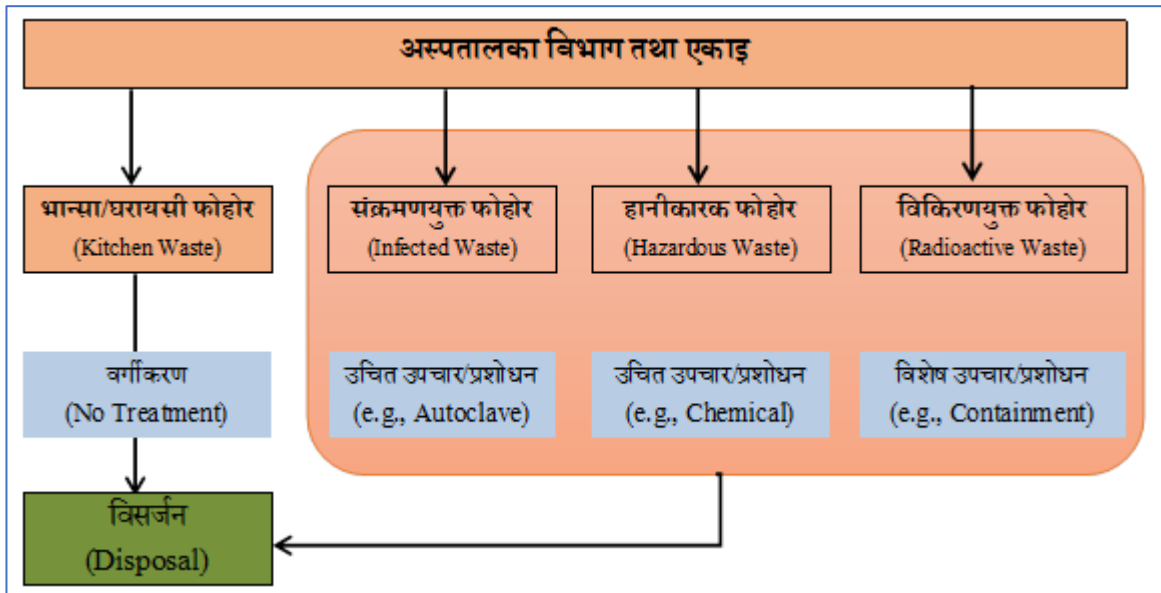 अस्पतालका विभाग तथा एकाइ
भान्सा/घरायसी फोहोर
(Kitchen Waste)
संक्रमणयुक्त फोहोर
(Infected Waste)
हानीकारक फोहोर
(Hazardous Waste)
विकिरणयुक्त फोहोर
(Radioactive Waste)
वर्गीकरण
(No Treatment)
उचित उपचार/प्रशोधन
(e.g., Autoclave)
उचित उपचार/प्रशोधन
(e.g., Chemical)
विशेष उपचार/प्रशोधन
(e.g., Containment)
विसर्जन
(Disposal)